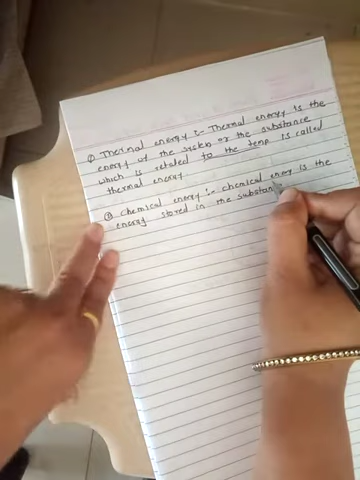 ① Thermal energy :- Thermal energy is the
energy of the system or the substance
which is related to the temp is called
thermal energy
② Chemical energy :- chemical energy is the
energy stored in the substan